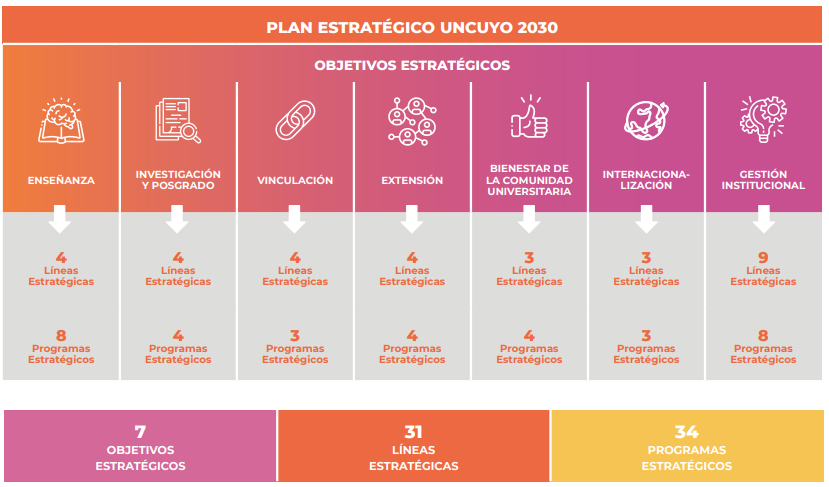 PLAN ESTRATÉGICO UNCUYO 2030
OBJETIVOS ESTRATÉGICOS
ENSEÑANZA
INVESTIGACIÓN
Y POSGRADO
VINCULACIÓN
EXTENSIÓN
BIENESTAR DE
LA COMUNIDAD
UNIVERSITARIA
INTERNACIONA-
LIZACIÓN
GESTIÓN
INSTITUCIONAL
4
Líneas
Estratégicas
4
Líneas
Estratégicas
4
Líneas
Estratégicas
4
Líneas
Estratégicas
3
Líneas
Estratégicas
3
Líneas
Estratégicas
9
Líneas
Estratégicas
8
Programas
Estratégicos
4
Programas
Estratégicos
3
Programas
Estratégicos
4
Programas
Estratégicos
4
Programas
Estratégicos
3
Programas
Estratégicos
8
Programas
Estratégicos
7
OBJETIVOS
ESTRATÉGICOS
31
LÍNEAS
ESTRATÉGICAS
34
PROGRAMAS
ESTRATÉGICOS